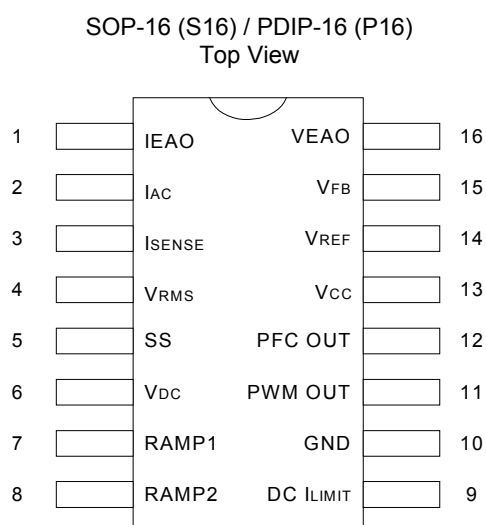 SOP-16 (S16) / PDIP-16 (P16)
Top View
1 IEAO VEAO 16
2 IAC VFB 15
3 ISENSE VREF 14
4 VRMS VCC 13
5 SS PFC OUT 12
6 VDC PWM OUT 11
7 RAMP1 GND 10
8 RAMP2 DC ILIMIT 9